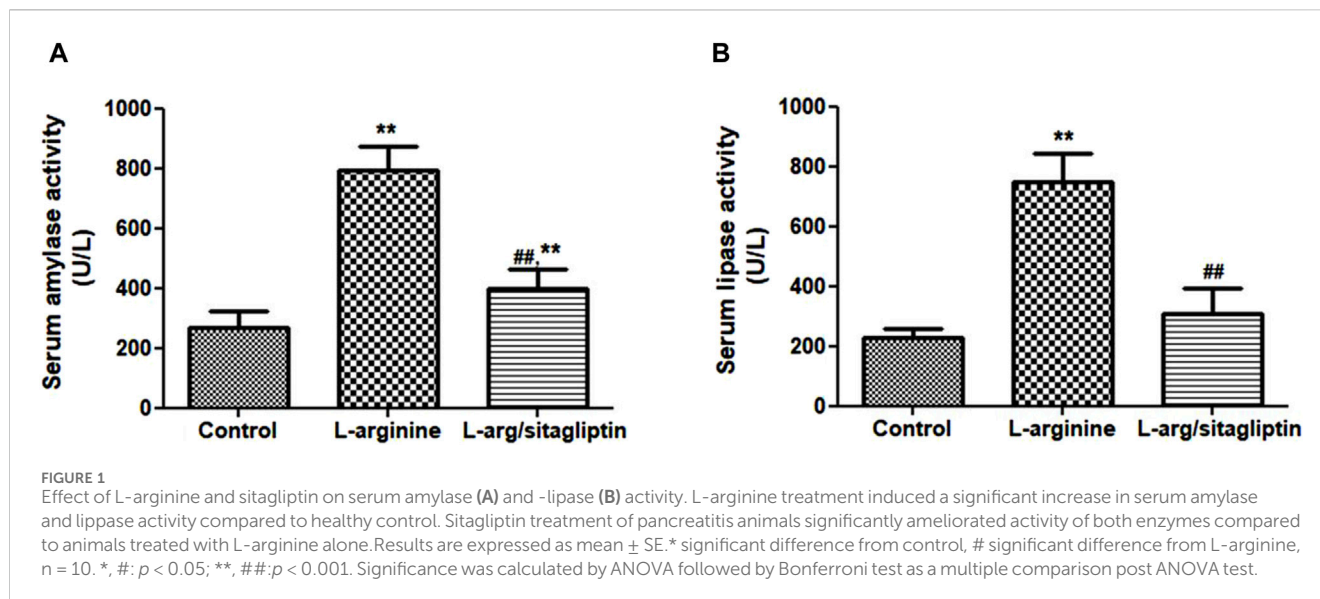 A
Serum amylase activity
(U/L)
1000
800
600
400
200
0
**
##,**
Control
L-arginine
L-arg/sitagliptin
B
Serum lipase activity
(U/L)
1000
800
600
400
200
0
**
##
Control
L-arginine
L-arg/sitagliptin
FIGURE 1
Effect of L-arginine and sitagliptin on serum amylase (A) and -lipase (B) activity. L-arginine treatment induced a significant increase in serum amylase
and lippase activity compared to healthy control. Sitagliptin treatment of pancreatitis animals significantly ameliorated activity of both enzymes compared
to animals treated with L-arginine alone.Results are expressed as mean ± SE.* significant difference from control, # significant difference from L-arginine,
n = 10. *, #: p < 0.05; **, ##:p < 0.001. Significance was calculated by ANOVA followed by Bonferroni test as a multiple comparison post ANOVA test.